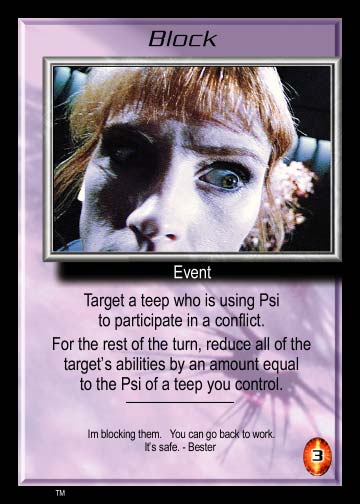 Block
Event
Target a teep who is using Psi
to participate in a conflict.
For the rest of the turn, reduce all of the
target's abilities by an amount equal
to the Psi of a teep you control.
Im blocking them. You can go back to work.
It's safe. - Bester
3
TM